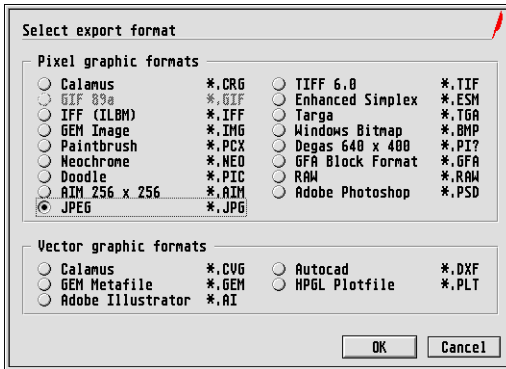 Select export format
Pixel graphic formats
Calamus *.CRG
GIF 89a *.GIF
IFF (ILBM) *.IFF
GEM Image *.IMG
Paintbrush *.PCX
Neochrome *.NEO
Doodle *.PIC
AIM 256 x 256 *.AIM
JPEG *.JPG
TIFF 6.0 *.TIF
Enhanced Simplex *.ESM
Targa *.TGA
Windows Bitmap *.BMP
Degas 640 x 400 *.PI?
GFA Block Format *.GFA
RAW *.RAW
Adobe Photoshop *.PSD
Vector graphic formats
Calamus *.CVG
GEM Metafile *.GEM
Adobe Illustrator *.AI
Autocad *.DXF
HPGL Plotfile *.PLT
OK Cancel